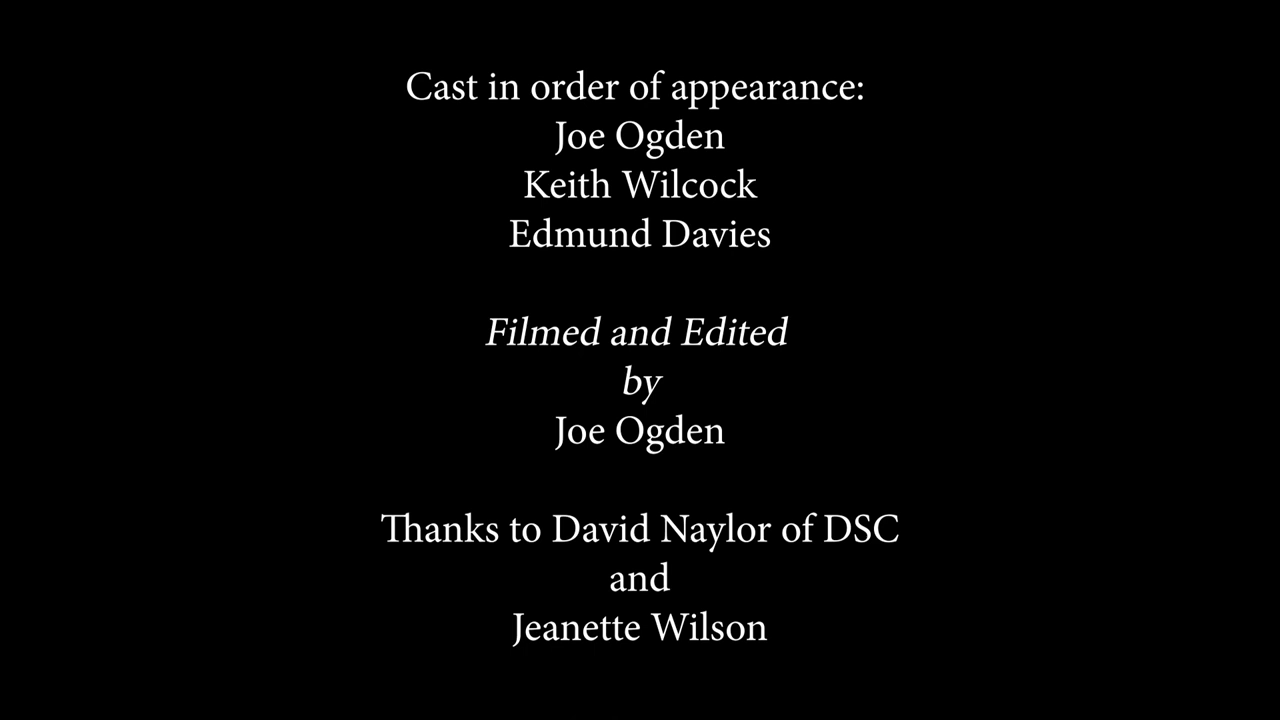 Cast in order of appearance:
Joe Ogden
Keith Wilcock
Edmund Davies
Filmed and Edited
by
Joe Ogden
Thanks to David Naylor of DSC
and
Jeanette Wilson